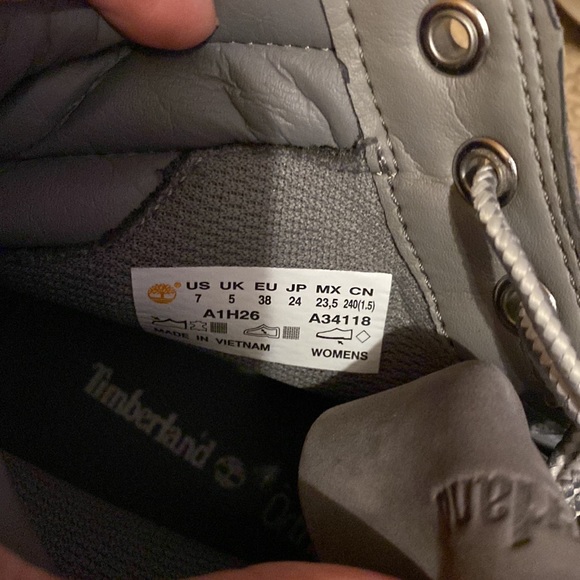 US UK EU JP MX CN
7 5 38 24 23,5 240(1.5)
A1H26 A34118
MADE IN VIETNAM WOMENS
Timberland